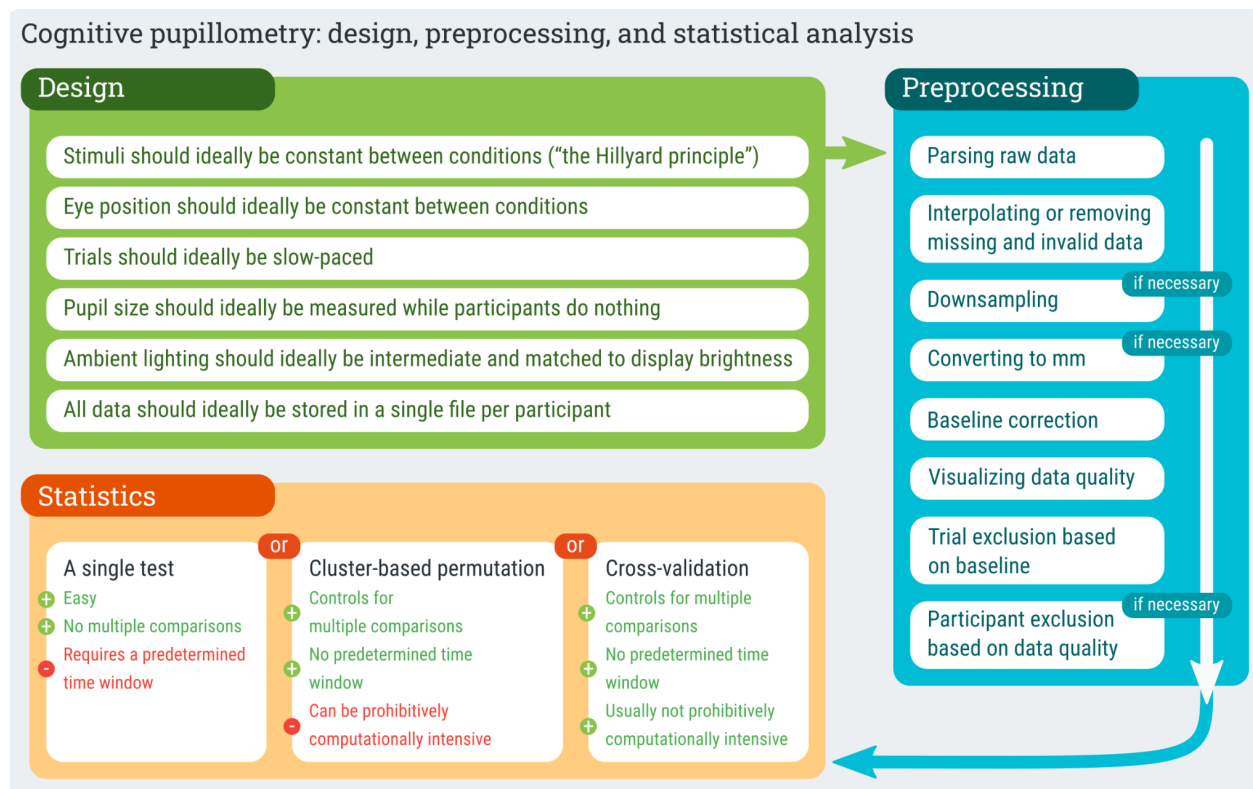 Cognitive pupillometry: design, preprocessing, and statistical analysis
Design
Stimuli should ideally be constant between conditions (“the Hillyard principle”)
Eye position should ideally be constant between conditions
Trials should ideally be slow-paced
Pupil size should ideally be measured while participants do nothing
Ambient lighting should ideally be intermediate and matched to display brightness
All data should ideally be stored in a single file per participant
Preprocessing
Parsing raw data
Interpolating or removing
missing and invalid data
if necessary
Downsampling
if necessary
Converting to mm
Baseline correction
Visualizing data quality
Trial exclusion based
on baseline
if necessary
Participant exclusion
based on data quality
Statistics
A single test
+ Easy
+ No multiple comparisons
- Requires a predetermined
time window
or
Cluster-based permutation
+ Controls for
multiple comparisons
+ No predetermined time
window
- Can be prohibitively
computationally intensive
or
Cross-validation
+ Controls for multiple
comparisons
+ No predetermined time
window
+ Usually not prohibitively
computationally intensive